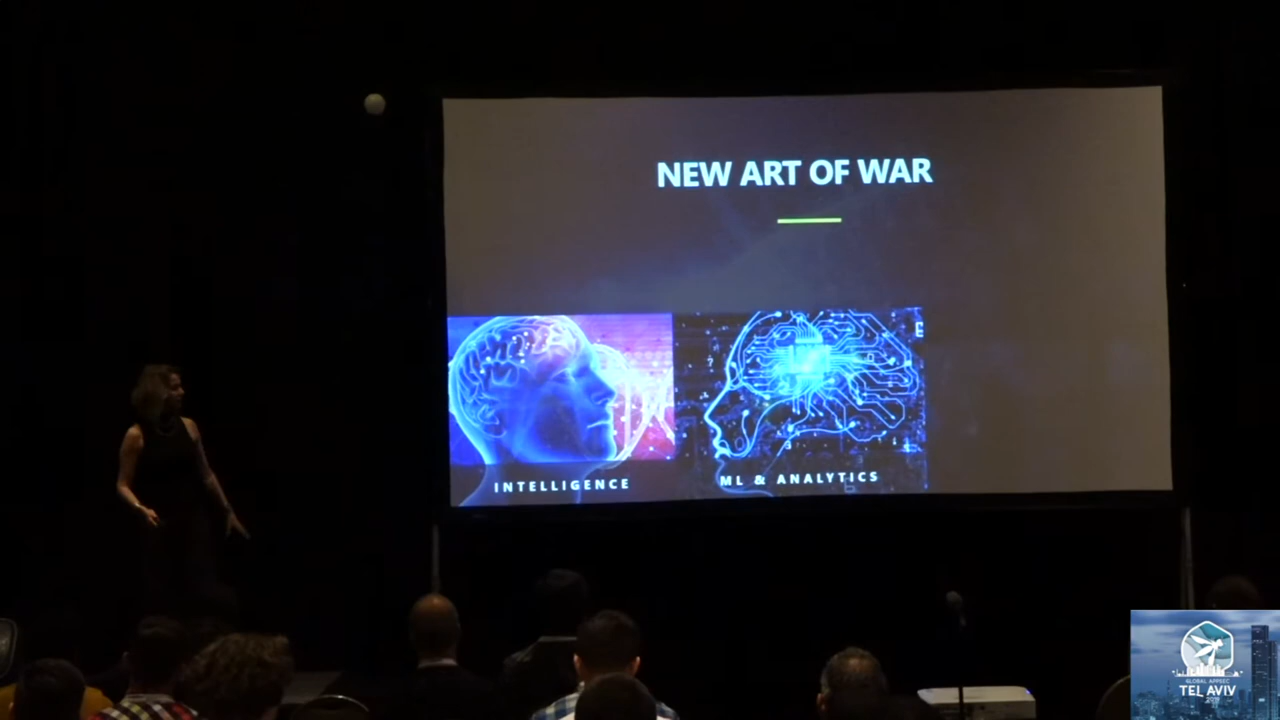 NEW ART OF WAR
INTELLIGENCE
ML & ANALYTICS
GLOBAL APPSEC
TEL AVIV